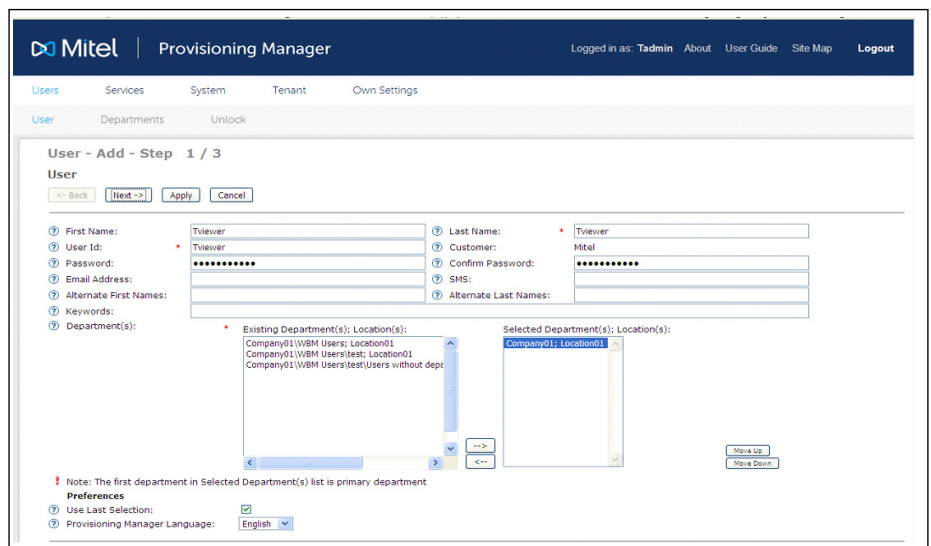 Mitel | Provisioning Manager Logged in as: Tadmin About User Guide Site Map Logout
Users Services System Tenant Own Settings
User Departments Unlock
User - Add - Step 1 / 3
User
<- Back Next -> Apply Cancel
First Name: Tviewer Last Name: * Tviewer
User Id: * Tviewer Customer: Mitel
Password: ●●●●●●●●●●● Confirm Password: ●●●●●●●●●●●
Email Address: SMS:
Alternate First Names: Alternate Last Names:
Keywords:
Department(s): * Existing Department(s); Location(s): Selected Department(s); Location(s):
Company01\WBM Users; Location01 Company01; Location01
Company01\WBM Users\test; Location01
Company01\WBM Users\test\Users without depa
-->
<--
Move Up
Move Down
! Note: The first department in Selected Department(s) list is primary department
Preferences
Use Last Selection:
Provisioning Manager Language: English